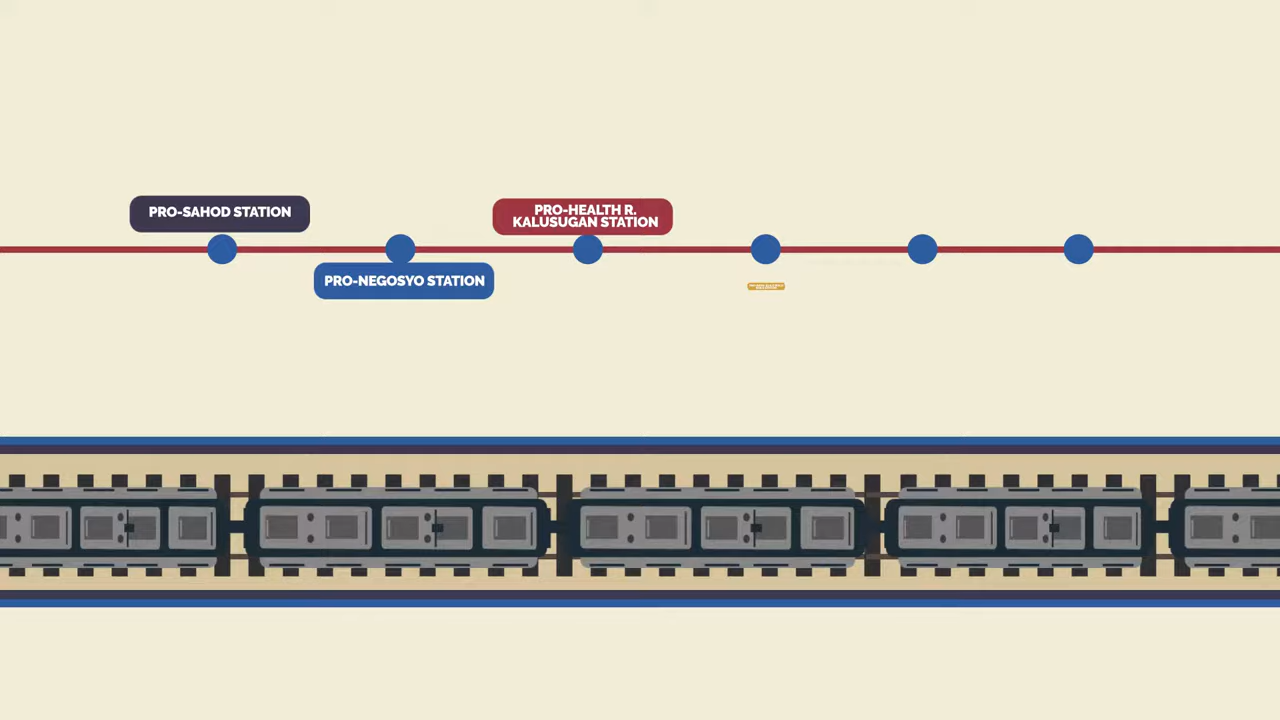 PRO-SAHOD STATION
PRO-NEGOSYO STATION
PRO-HEALTH R.
KALUSUGAN STATION